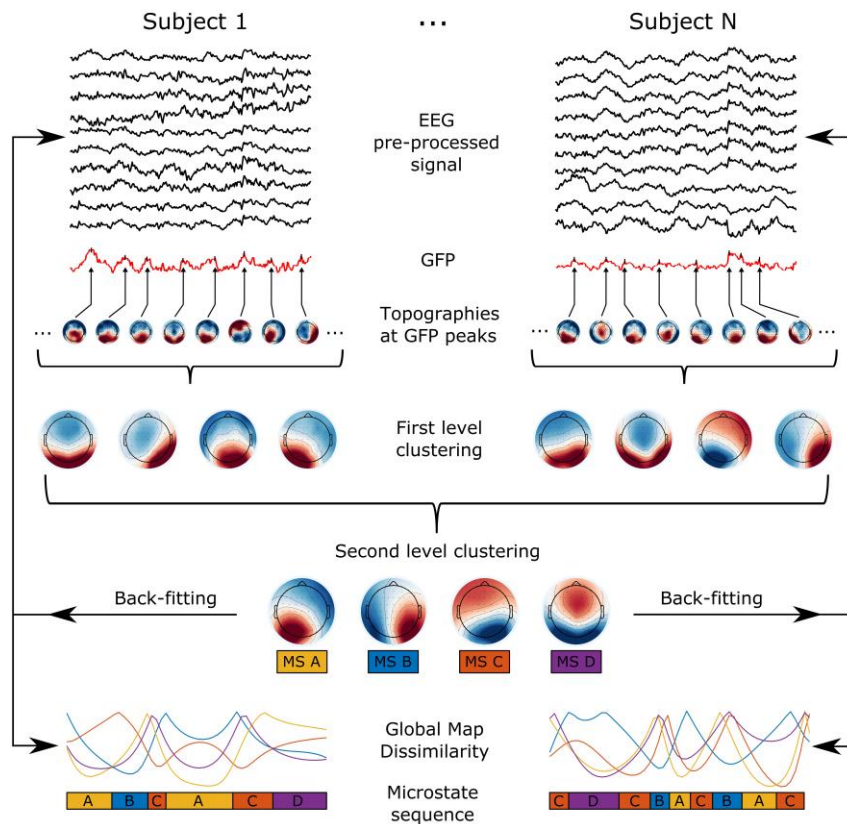 Subject 1
...
Subject N
EEG
pre-processed
signal
GFP
Topographies
at GFP peaks
...
...
...
...
First level
clustering
Second level clustering
Back-fitting
Back-fitting
MS A
MS B
MS C
MS D
Global Map
Dissimilarity
Microstate
sequence
A B C A C D
C D C B A C B A C